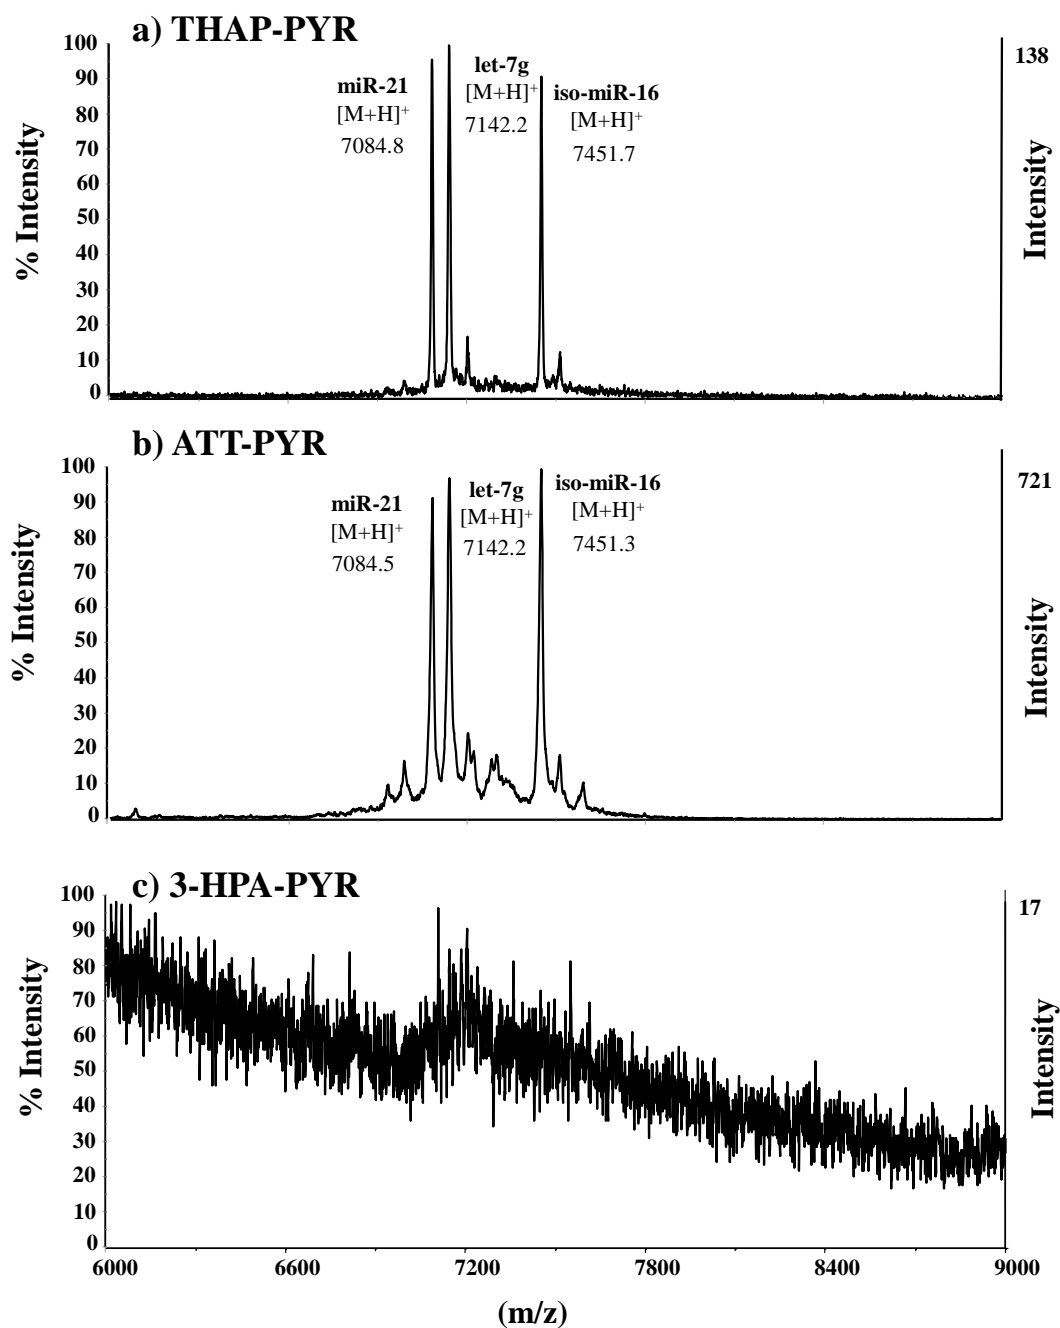 a) THAP-PYR
100
90
80
70
60
50
40
30
20
10
0
% Intensity
miR-21
[M+H]+
7084.8
let-7g
[M+H]+
7142.2
iso-miR-16
[M+H]+
7451.7
138
Intensity
b) ATT-PYR
100
90
80
70
60
50
40
30
20
10
0
% Intensity
miR-21
[M+H]+
7084.5
let-7g
[M+H]+
7142.2
iso-miR-16
[M+H]+
7451.3
721
Intensity
c) 3-HPA-PYR
100
90
80
70
60
50
40
30
20
10
0
% Intensity
17
Intensity
6000 6600 7200 7800 8400 9000
(m/z)